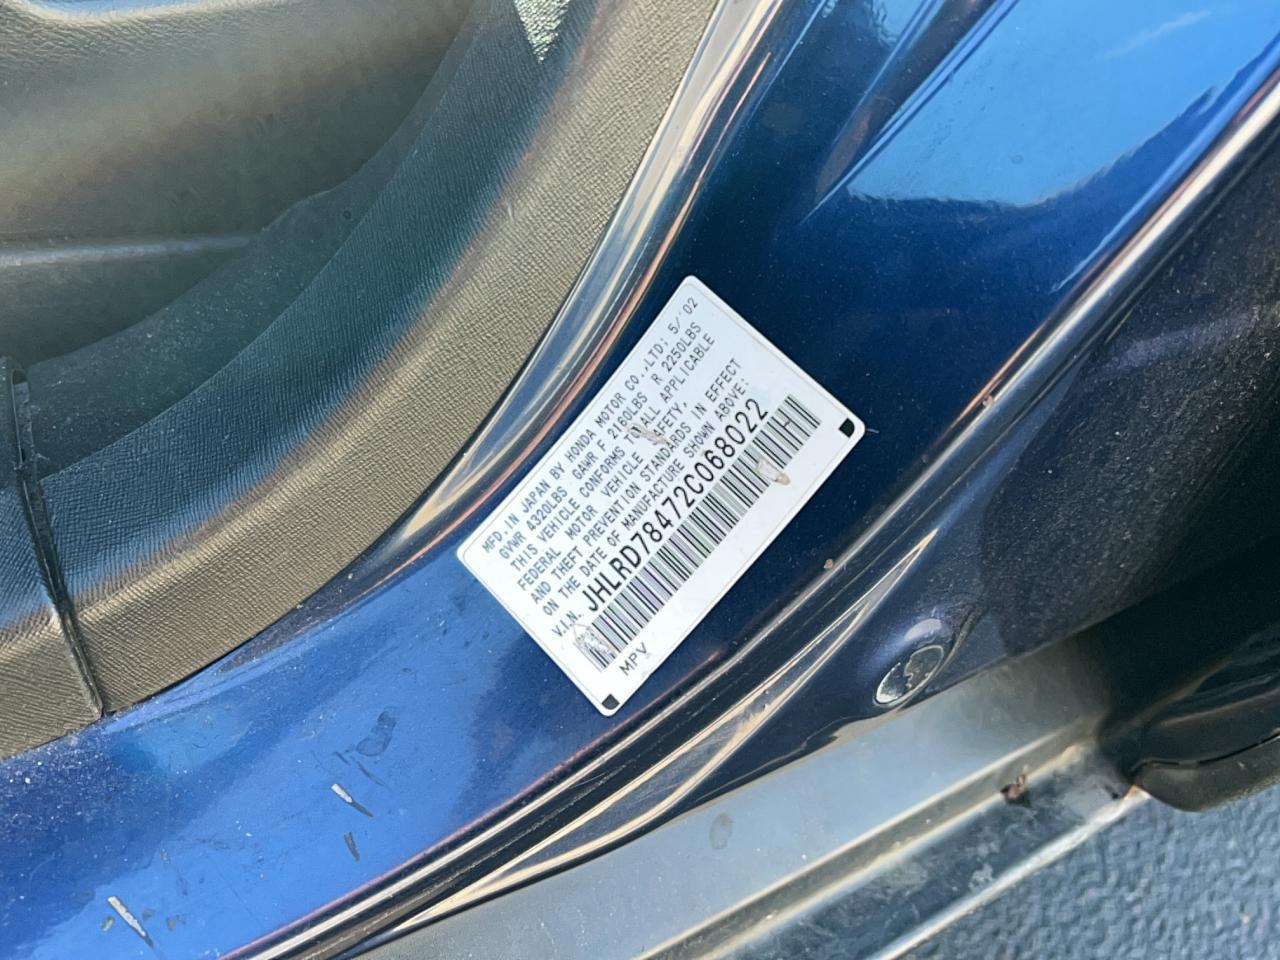 MFD. IN JAPAN BY HONDA MOTOR CO.,LTD; 5/'02
GVWR 4320LBS GAWR F 2160LBS R 2250LBS
THIS VEHICLE CONFORMS TO ALL APPLICABLE
FEDERAL MOTOR VEHICLE SAFETY,
AND THEFT PREVENTION STANDARDS IN EFFECT
ON THE DATE OF MANUFACTURE SHOWN ABOVE:
V.I.N. JHLRD78472C068022
H
MPV